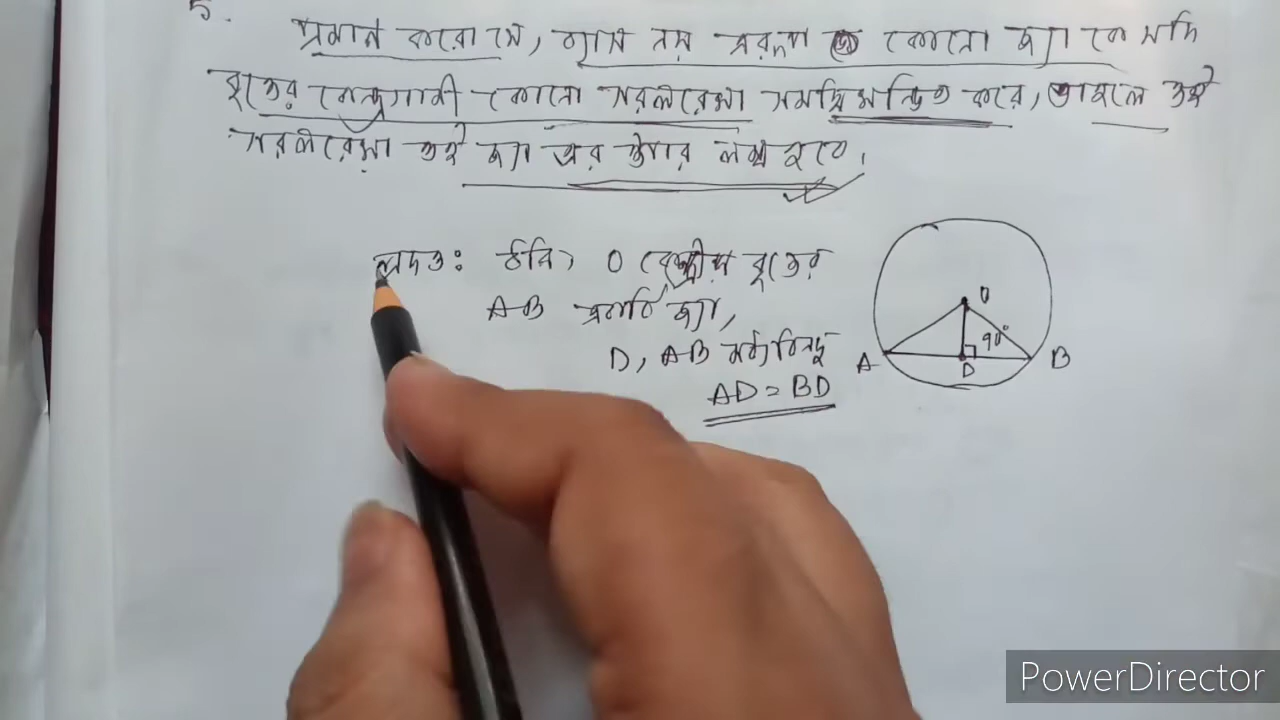 5.
প্রমান করো যে, ব্যাস নয় এরূপ কোনো জ্যা কে যদি
বৃত্তের কেন্দ্রগামী কোনো সরলরেখা সমদ্বিখন্ডিত করে, তাহলে ওই
সরলরেখা ওই জ্যা এর উপর লম্ব হবে।
প্রদত্ত: ধরি, O কেন্দ্রীয় বৃত্তের
AB একটি জ্যা,
D, AB মধ্যবিন্দু
AD = BD
O
90°
A D B
PowerDirector